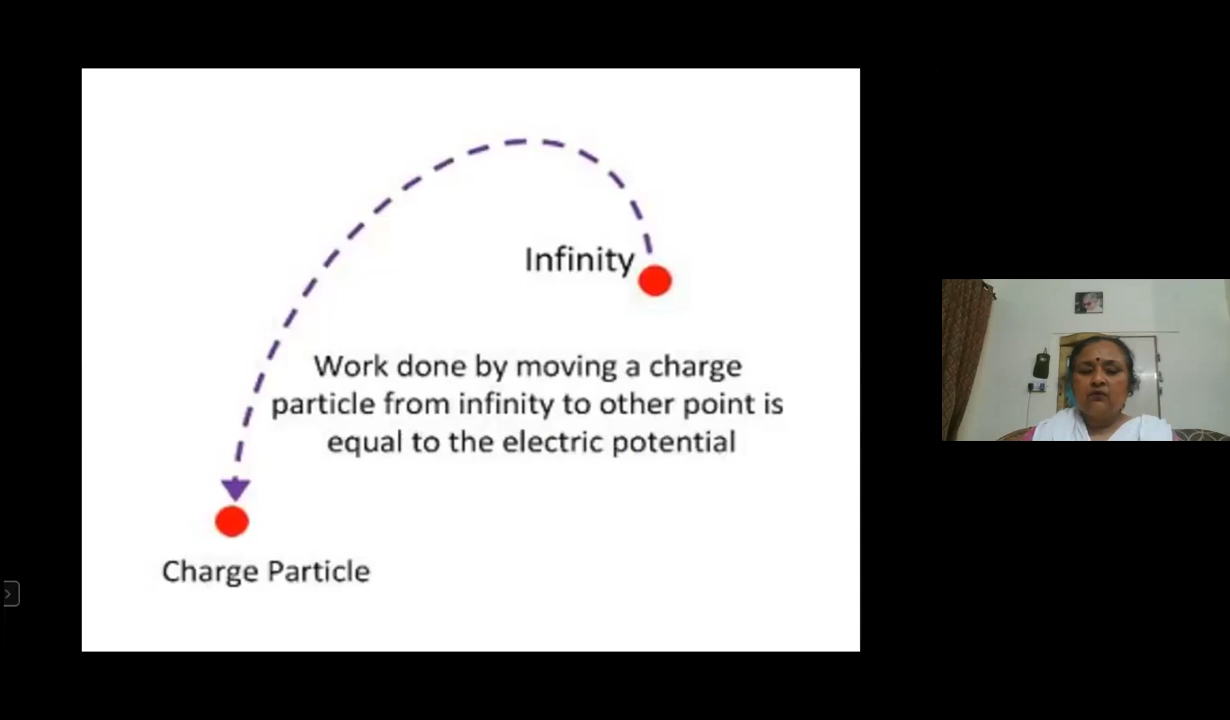 Infinity
Work done by moving a charge
particle from infinity to other point is
equal to the electric potential
Charge Particle